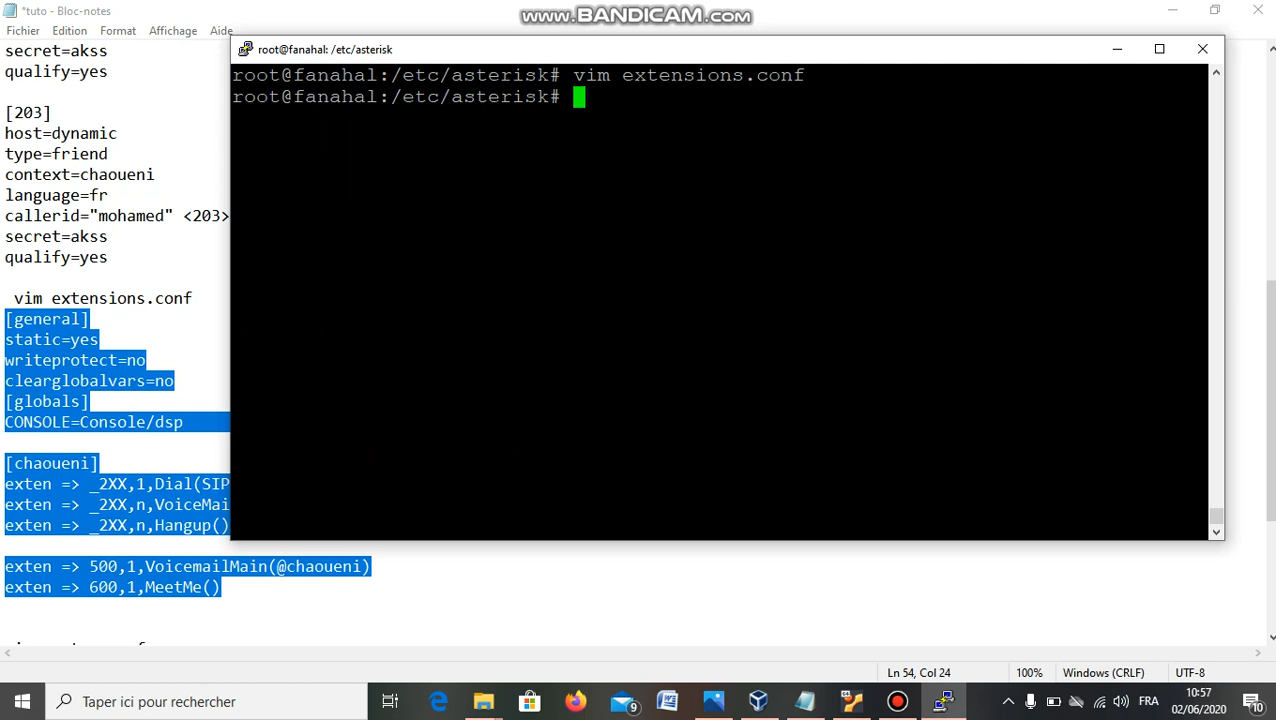 *tuto - Bloc-notes
www.BANDICAM.com
Fichier Edition Format Affichage Aide
secret=akss
qualify=yes
[203]
host=dynamic
type=friend
context=chaoueni
language=fr
callerid="mohamed" <203>
secret=akss
qualify=yes
vim extensions.conf
[general]
static=yes
writeprotect=no
clearglobalvars=no
[globals]
CONSOLE=Console/dsp
[chaoueni]
exten => _2XX,1,Dial(SIP
exten => _2XX,n,VoiceMai
exten => _2XX,n,Hangup()
exten => 500,1,VoicemailMain(@chaoueni)
exten => 600,1,MeetMe()
root@fanahal: /etc/asterisk
root@fanahal:/etc/asterisk# vim extensions.conf
root@fanahal:/etc/asterisk#
Ln 54, Col 24 100% Windows (CRLF) UTF-8
Taper ici pour rechercher
9
FRA
10:57
02/06/2020
10